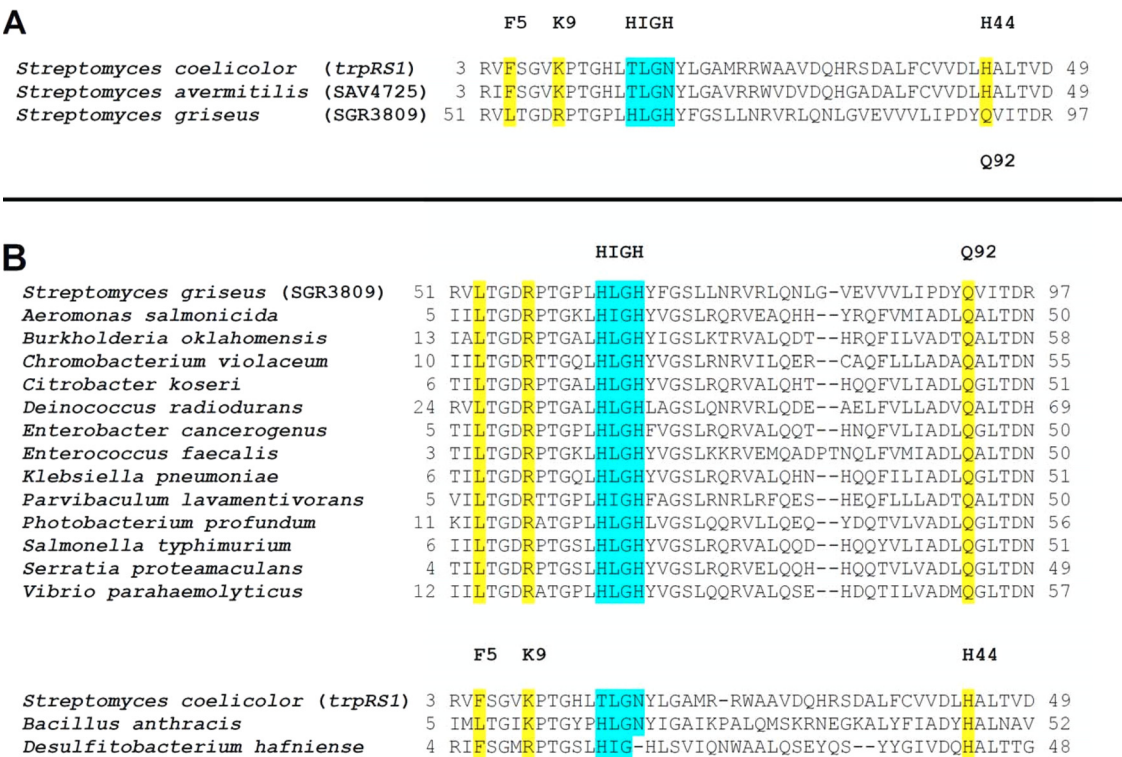 A
F5 K9 HIGH H44
Streptomyces coelicolor (trpRS1) 3 RVFSGVKPTGHLTLGNYLGAMRRWAAVDQHRSDALFCVVDLHALTVD 49
Streptomyces avermitilis (SAV4725) 3 RIFSGVKPTGHLTLGNYLGAVRRWVDVDQHGADALFCVVDLHALTVD 49
Streptomyces griseus (SGR3809) 51 RVLTGDRPTGPLHLGHYFGSLLNRVRLQNLGVEVVVLIPDYQVITDR 97
Q92
B
HIGH Q92
Streptomyces griseus (SGR3809) 51 RVLTGDRPTGPLHLGHYFGSLLNRVRLQNLG-VEVVVLIPDYQVITDR 97
Aeromonas salmonicida 5 IILTGDRPTGKLHIGHYVGSLRQRVEAQHH--YRQFVMIADLQALTDN 50
Burkholderia oklahomensis 13 IALTGDRPTGALHLGHYIGSLKTRVALQDT--HRQFILVADTQALTDN 58
Chromobacterium violaceum 10 IILTGDRTTGQLHLGHYVGSLRNRVILQER--CAQFLLLADAQALTDN 55
Citrobacter koseri 6 TILTGDRPTGALHLGHYVGSLRQRVALQHT--HQQFVLIADLQGLTDN 51
Deinococcus radiodurans 24 RVLTGDRPTGALHLGHLAGSLQNRVRLQDE--AELFVLLADVQALTDH 69
Enterobacter cancerogenus 5 TILTGDRPTGPLHLGHFVGSLRQRVALQQT--HNQFVLIADLQGLTDN 50
Enterococcus faecalis 3 TILTGDRPTGKLHIGHYVGSLKKRVEMQADPTNQLFVMIADLQALTDN 50
Klebsiella pneumoniae 6 TILTGDRPTGQLHLGHYVGSLRQRVALQHN--HQQFILIADLQGLTDN 51
Parvibaculum lavamentivorans 5 VILTGDRTTGPLHIGHFAGSLRNRLRFQES--HEQFLLLADTQALTDN 50
Photobacterium profundum 11 KILTGDRATGPLHIGHLVGSLQQRVLLQEQ--YDQTVLVADLQGLTDN 56
Salmonella typhimurium 6 IILTGDRPTGSLHLGHYVGSLRQRVALQQD--HQQYVLIADLQGLTDN 51
Serratia proteamaculans 4 TILTGDRPTGSLHLGHYVGSLRQRVELQQH--HQQTVLVADLQGLTDN 49
Vibrio parahaemolyticus 12 IILTGDRATGPLHLGHYVGSLQQRVALQSE--HDQTILVADMQGLTDN 57
F5 K9 H44
Streptomyces coelicolor (trpRS1) 3 RVFSGVKPTGHLTLGNYLGAMR-RWAAVDQHRSDALFCVVDLHALTVD 49
Bacillus anthracis 5 IMLTGIKPTGYPHLGNYIGAIKPALQMSKRNEGKALYFIADYHALNAV 52
Desulfitobacterium hafniense 4 RIFSGMRPTGSLHIG-HLSVIQNWAALQSEYQS--YYGIVDQHALTTG 48